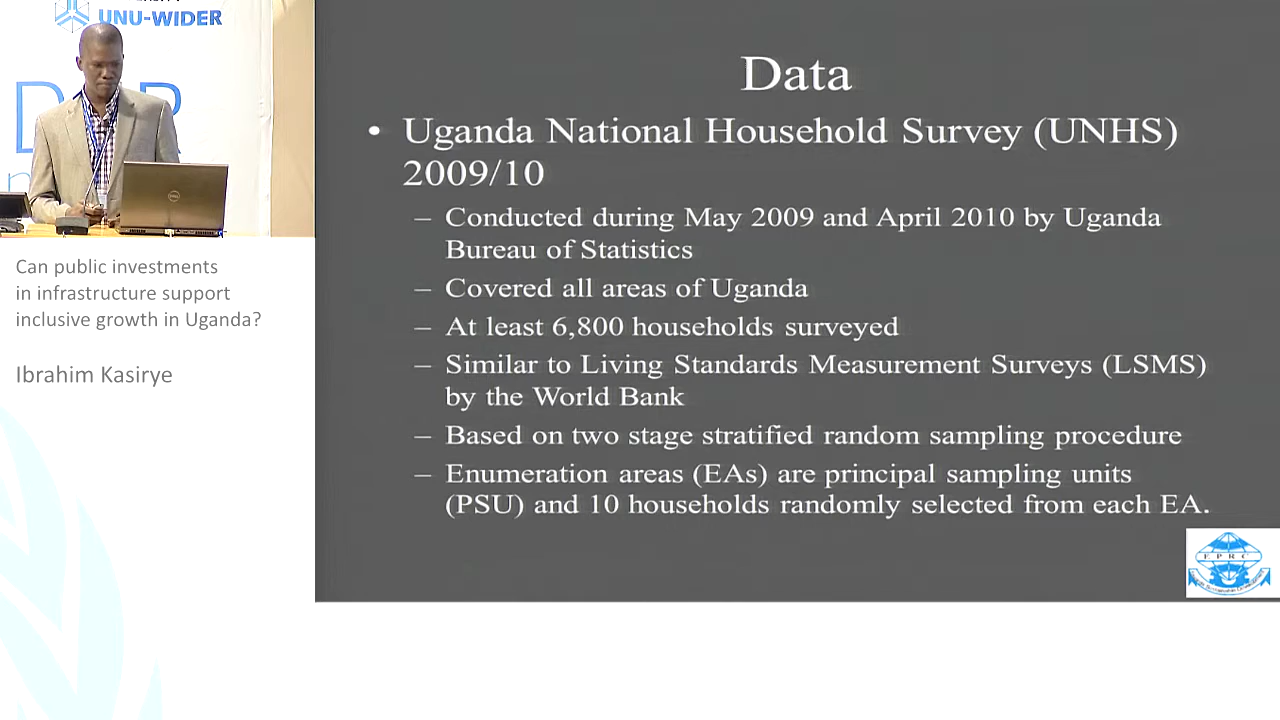 UNU-WIDER
Can public investments
in infrastructure support
inclusive growth in Uganda?
Ibrahim Kasirye
Data
• Uganda National Household Survey (UNHS)
2009/10
– Conducted during May 2009 and April 2010 by Uganda
Bureau of Statistics
– Covered all areas of Uganda
– At least 6,800 households surveyed
– Similar to Living Standards Measurement Surveys (LSMS)
by the World Bank
– Based on two stage stratified random sampling procedure
– Enumeration areas (EAs) are principal sampling units
(PSU) and 10 households randomly selected from each EA.
EPRC